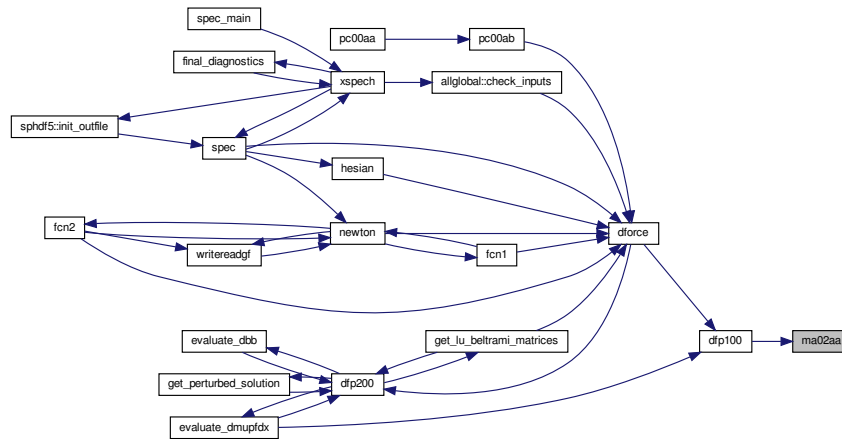 spec_main
pc00aa
pc00ab
final_diagnostics
xspech
allglobal::check_inputs
sphdf5::init_outfile
spec
hesian
fcn2
newton
dforce
writereadgf
fcn1
evaluate_dbb
get_lu_beltrami_matrices
dfp100
ma02aa
get_perturbed_solution
dfp200
evaluate_dmupfdx